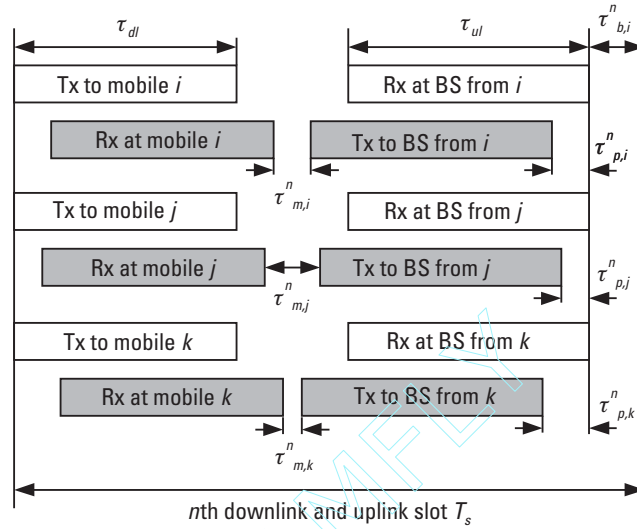 τdl τul τⁿb,i
Tx to mobile i Rx at BS from i
Rx at mobile i Tx to BS from i τⁿp,i
τⁿm,i
Tx to mobile j Rx at BS from j
Rx at mobile j Tx to BS from j τⁿp,j
τⁿm,j
Tx to mobile k Rx at BS from k
Rx at mobile k Tx to BS from k τⁿp,k
τⁿm,k
nth downlink and uplink slot Ts
MFLY